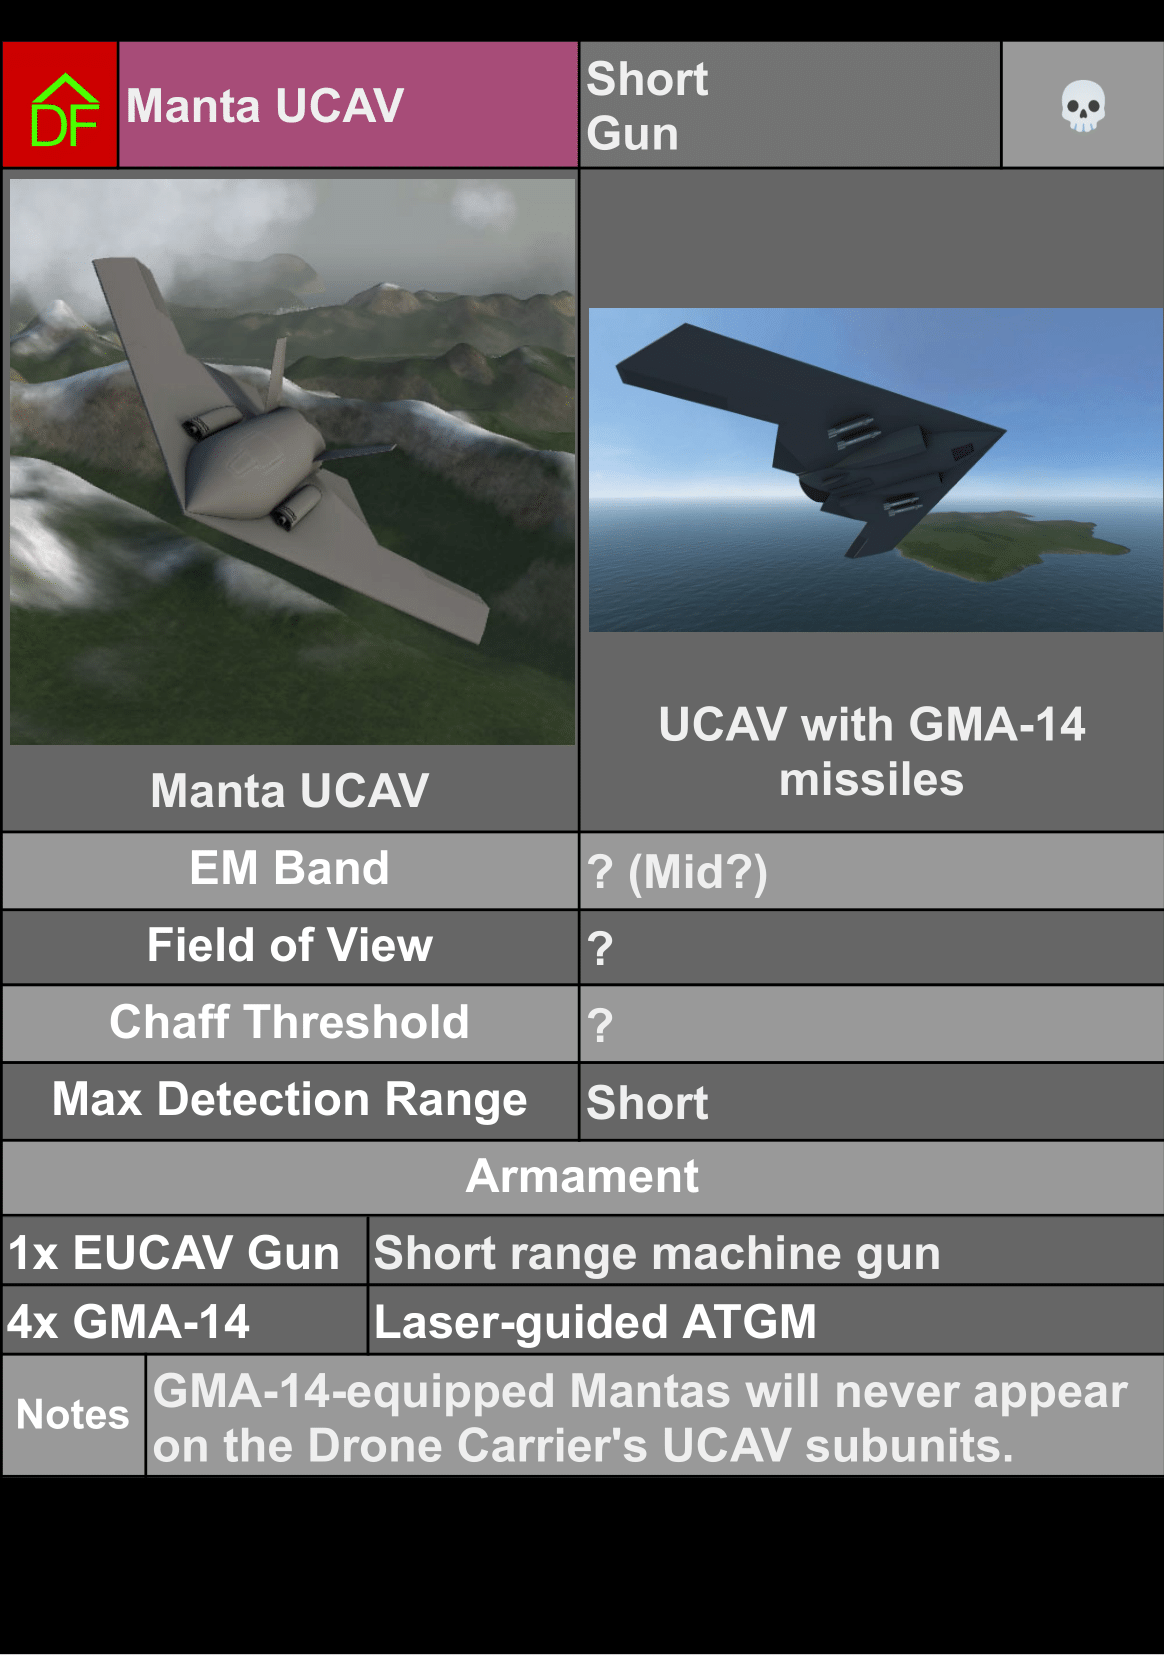 DF
Manta UCAV
Short
Gun
Manta UCAV
UCAV with GMA-14
missiles
EM Band
? (Mid?)
Field of View
?
Chaff Threshold
?
Max Detection Range
Short
Armament
1x EUCAV Gun
Short range machine gun
4x GMA-14
Laser-guided ATGM
Notes
GMA-14-equipped Mantas will never appear
on the Drone Carrier's UCAV subunits.